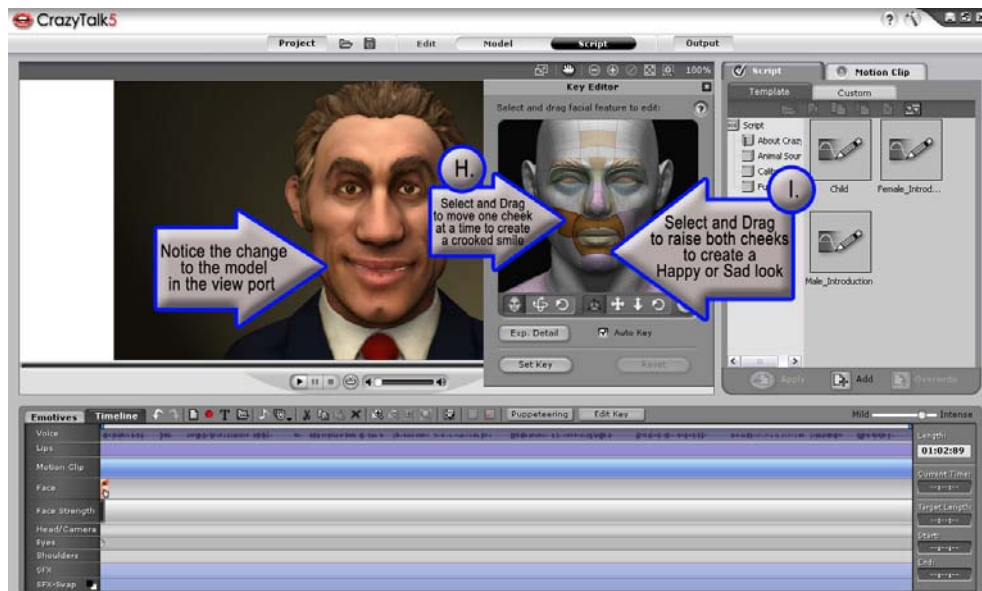 CrazyTalk5
?
Project Edit Model Script Output
100%
Key Editor
Select and drag facial feature to edit:
?
H.
Select and Drag
to move one cheek
at a time to create
a crooked smile
I.
Select and Drag
to raise both cheeks
to create a
Happy or Sad look
Notice the change
to the model
in the view port
Exp. Detail Auto Key
Set Key Reset
Script Motion Clip
Template Custom
Script
About Crazy
Animal Sour
Child Female_Introd...
Male_Introduction
Apply Add Overwrite
Emotives Timeline T Puppeteering Edit Key Mild Intense
Voice
Lips
Motion Clip
Face
Face Strength
Head/Camera
Eyes
Shoulders
SFX
SFX-Swap
Length:
01:02:89
Current Time:
--:--:--
Target Length:
--:--:--
Start:
--:--:--
End:
--:--:--